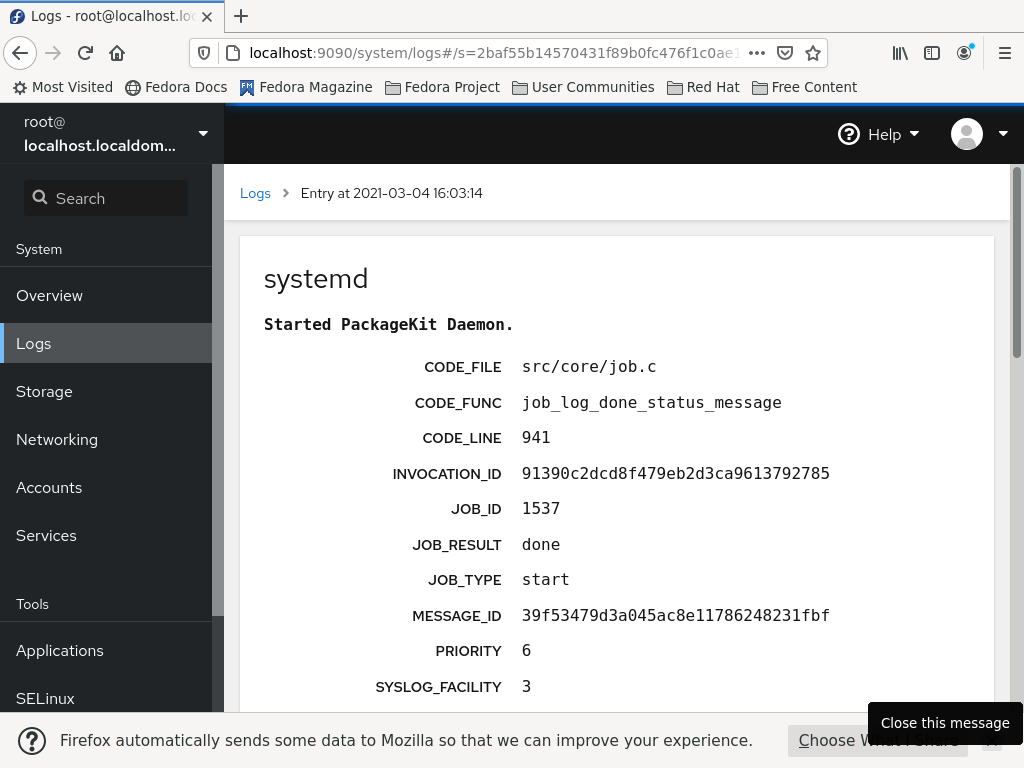 Logs - root@localhost.loc
localhost:9090/system/logs#/s=2baf55b14570431f89b0fc476f1c0ae1
Most Visited
Fedora Docs
Fedora Magazine
Fedora Project
User Communities
Red Hat
Free Content
root@
localhost.localdom...
Help
Search
System
Overview
Logs
Storage
Networking
Accounts
Services
Tools
Applications
SELinux
Logs > Entry at 2021-03-04 16:03:14
systemd
Started PackageKit Daemon.
CODE_FILE src/core/job.c
CODE_FUNC job_log_done_status_message
CODE_LINE 941
INVOCATION_ID 91390c2dcd8f479eb2d3ca9613792785
JOB_ID 1537
JOB_RESULT done
JOB_TYPE start
MESSAGE_ID 39f53479d3a045ac8e11786248231fbf
PRIORITY 6
SYSLOG_FACILITY 3
Close this message
Firefox automatically sends some data to Mozilla so that we can improve your experience.
Choose What I Share